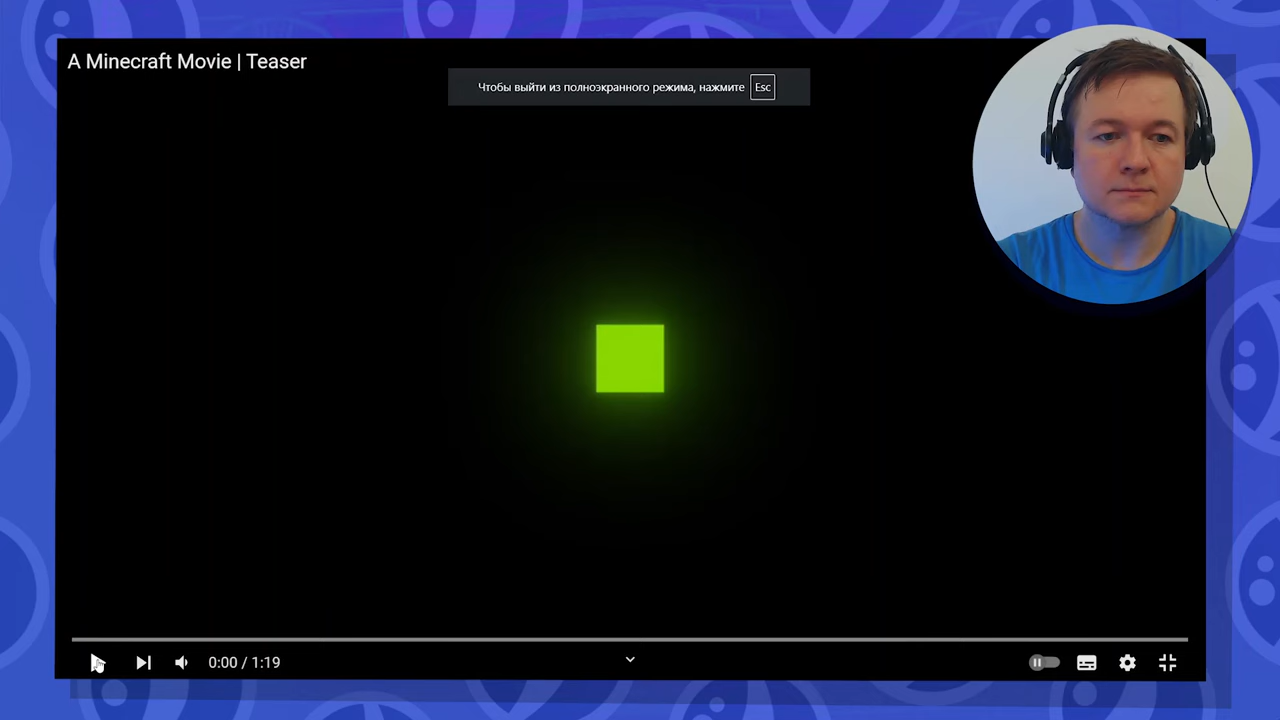 A Minecraft Movie | Teaser
Чтобы выйти из полноэкранного режима, нажмите Esc
0:00 / 1:19